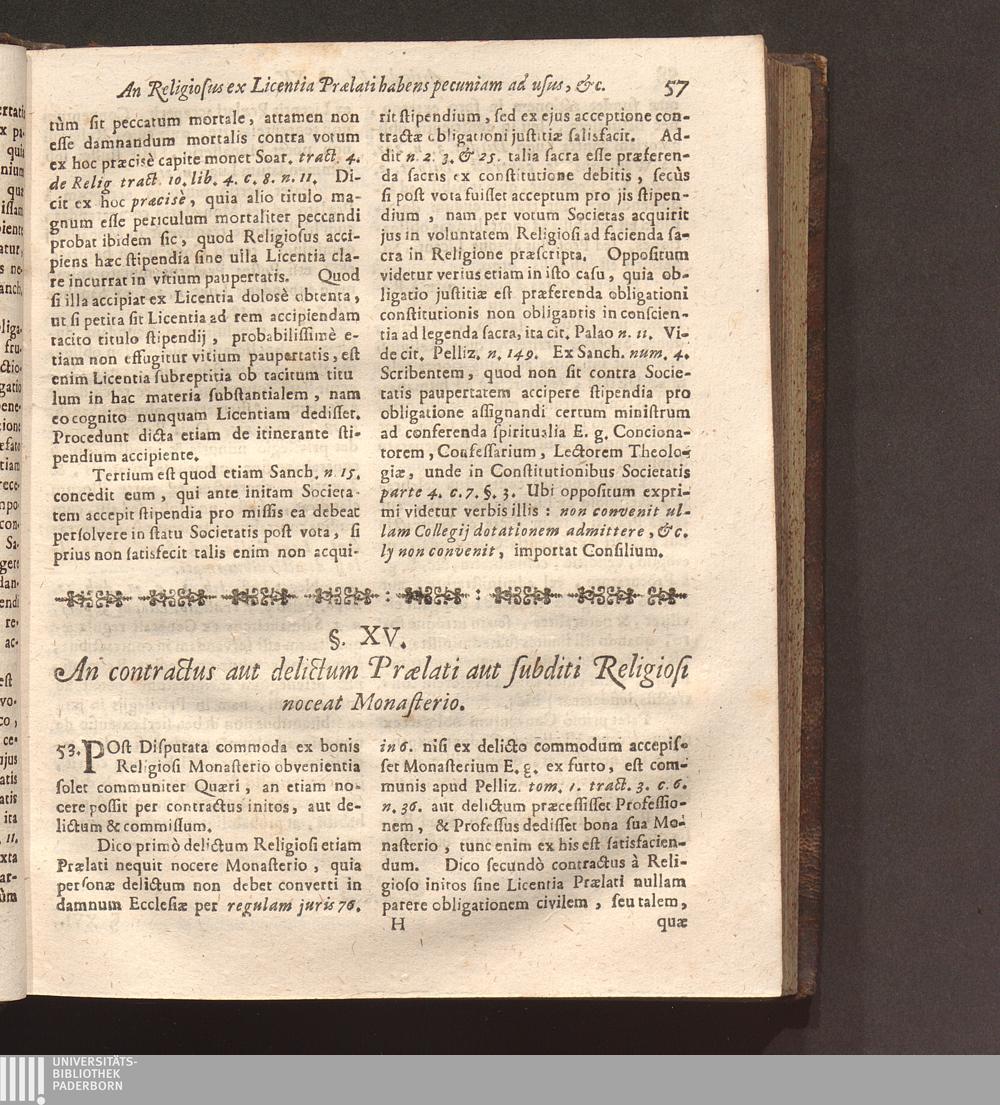 An Religioſus ex Licentia Prælati habens pecuniam ad uſus, &c. 57
tùm ſit peccatum mortale, attamen non
eſſe damnandum mortalis contra votum
ex hoc præcisè capite monet Soar. tract. 4.
de Relig tract. 10. lib. 4. c. 8. n. 11. Di-
cit ex hoc præcisè, quia alio titulo ma-
gnum eſſe periculum mortaliter peccandi
probat ibidem ſic, quod Religioſus acci-
piens hæc ſtipendia ſine ulla Licentia cla-
re incurrat in vitium paupertatis. Quod
ſi illa accipiat ex Licentia dolosè obtenta,
ut ſi petita ſit Licentia ad rem accipiendam
tacito titulo ſtipendij, probabiliſſimè e-
tiam non effugitur vitium paupertatis, eſt
enim Licentia ſubreptitia ob tacitum titu
lum in hac materia ſubſtantialem, nam
eo cognito nunquam Licentiam dediſſet.
Procedunt dicta etiam de itinerante ſti-
pendium accipiente.
Tertium eſt quod etiam Sanch. n. 15.
concedit eum, qui ante initam Societa-
tem accepit ſtipendia pro miſſis ea debeat
perſolvere in ſtatu Societatis poſt vota, ſi
prius non ſatisfecit talis enim non acqui-
rit ſtipendium, ſed ex ejus acceptione con-
tractæ obligationi juſtitiæ ſatisfacit. Ad-
dit n. 2. 3. & 25. talia ſacra eſſe præferen-
da ſacris ex conſtitutione debitis, ſecùs
ſi poſt vota fuiſſet acceptum pro jis ſtipen-
dium, nam per votum Societas acquirit
jus in voluntatem Religioſi ad facienda ſa-
cra in Religione præſcripta. Oppoſitum
videtur verius etiam in iſto caſu, quia ob-
ligatio juſtitiæ eſt præferenda obligationi
conſtitutionis non obligantis in conſcien-
tia ad legenda ſacra, ita cit. Palao n. 11. Vi-
de cit. Pelliz. n. 149. Ex Sanch. num. 4.
Scribentem, quod non ſit contra Socie-
tatis paupertatem accipere ſtipendia pro
obligatione aſſignandi certum miniſtrum
ad conferenda ſpiritualia E. g. Conciona-
torem, Confeſſarium, Lectorem Theolo-
giæ, unde in Conſtitutionibus Societatis
parte 4. c. 7. §. 3. Ubi oppoſitum expri-
mi videtur verbis illis: non convenit ul-
lam Collegij dotationem admittere, &c.
ly non convenit, importat Conſilium.
§. XV.
An contractus aut delictum Prælati aut ſubditi Religioſi
noceat Monaſterio.
53. POſt Diſputata commoda ex bonis
Religioſi Monaſterio obvenientia
ſolet communiter Quæri, an etiam no-
cere poſſit per contractus initos, aut de-
lictum & commiſſum.
Dico primò delictum Religioſi etiam
Prælati nequit nocere Monaſterio, quia
perſonæ delictum non debet converti in
damnum Eccleſiæ per regulam juris 76.
in 6. niſi ex delicto commodum accepiſ-
ſet Monaſterium E. g. ex furto, eſt com-
munis apud Pelliz. tom. 1. tract. 3. c. 6.
n. 36. aut delictum præceſſiſſet Profeſſio-
nem, & Profeſſus dediſſet bona ſua Mo-
naſterio, tunc enim ex his eſt ſatisfacien-
dum. Dico ſecundò contractus à Reli-
gioſo initos ſine Licentia Prælati nullam
parere obligationem civilem, ſeu talem,
H quæ
UNIVERSITÄTS-
BIBLIOTHEK
PADERBORN